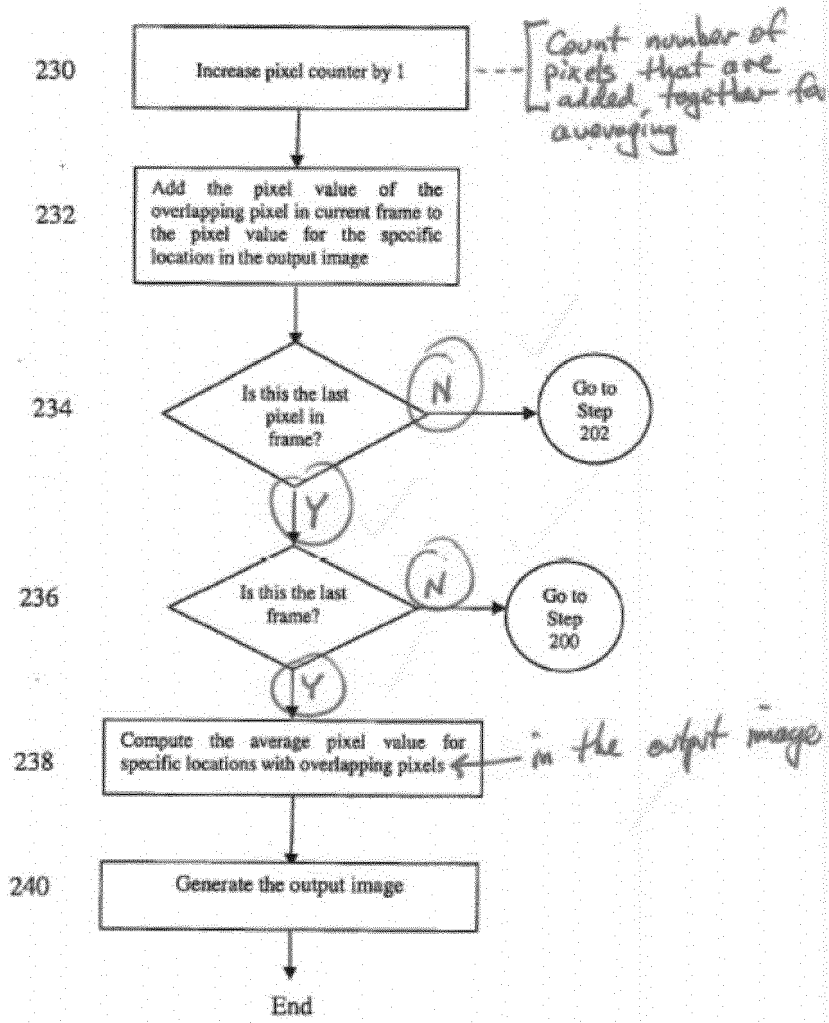 230
Increase pixel counter by 1
Count number of
pixels that are
added together fo
averaging
232
Add the pixel value of the
overlapping pixel in current frame to
the pixel value for the specific
location in the output image
234
Is this the last
pixel in
frame?
N
Go to
Step
202
Y
236
Is this the last
frame?
N
Go to
Step
200
Y
238
Compute the average pixel value for
specific locations with overlapping pixels
in the output image
240
Generate the output image
End